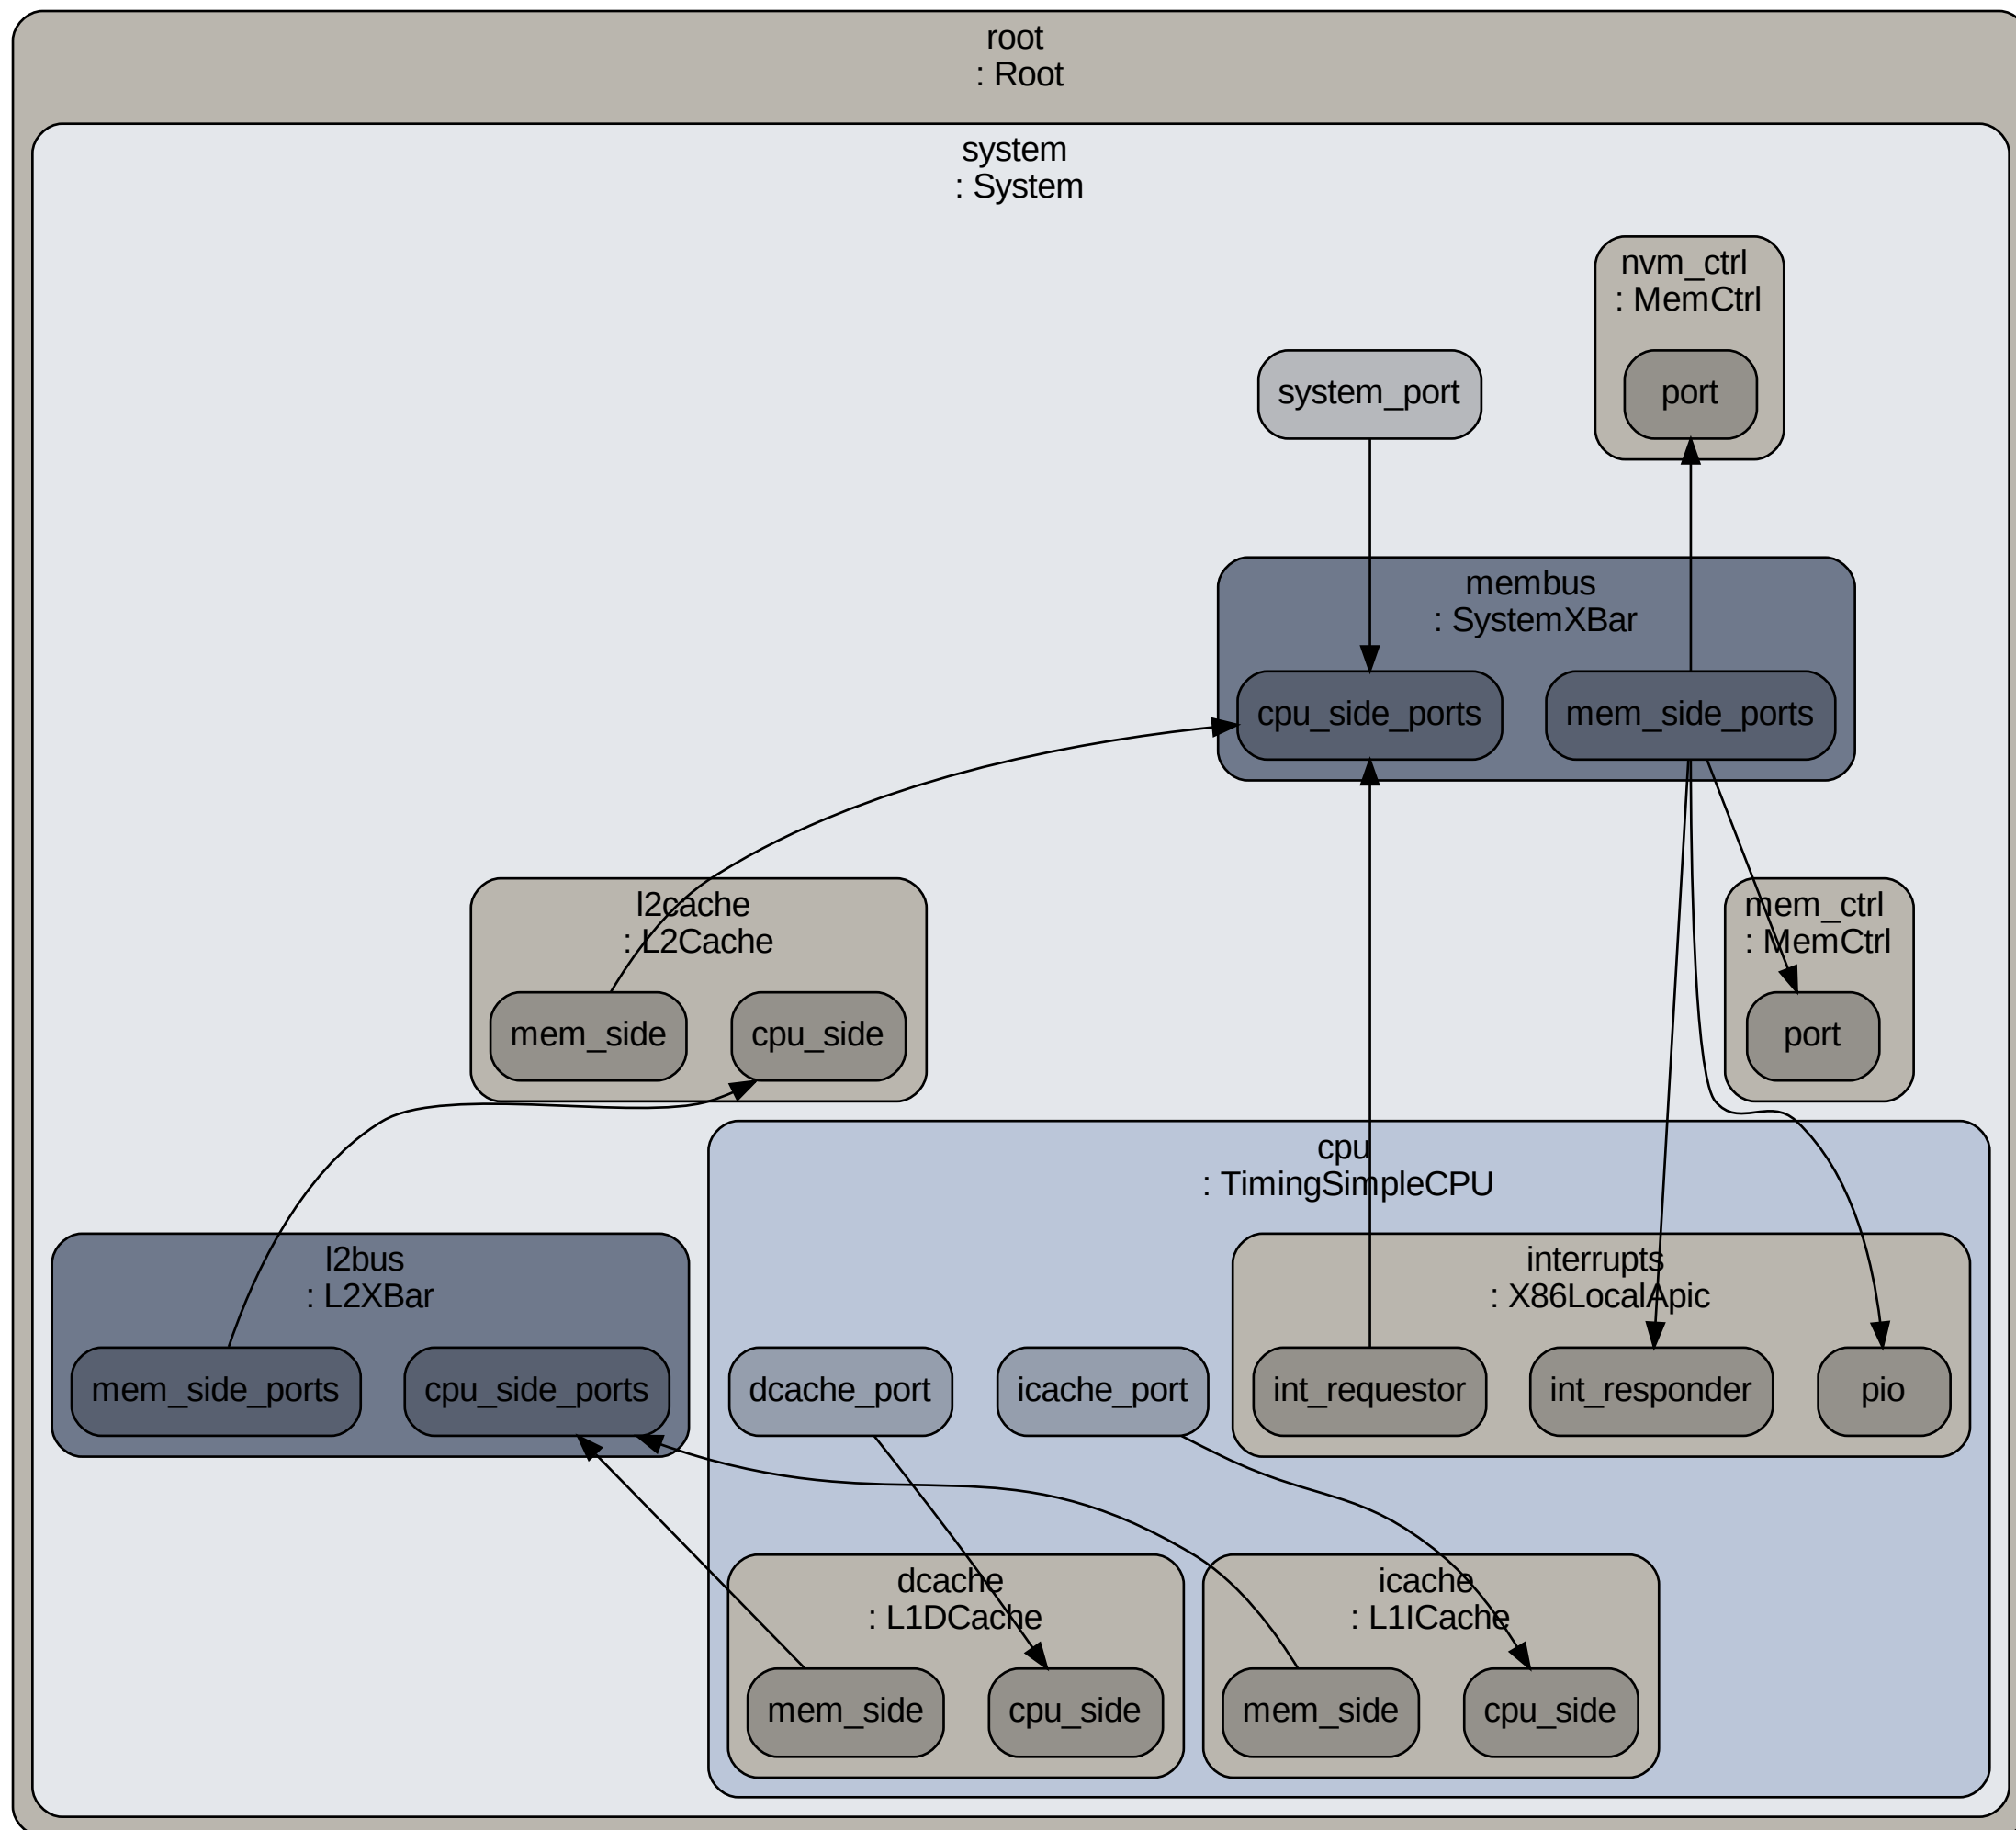 root
: Root
system
: System
nvm_ctrl
: MemCtrl
port
system_port
membus
: SystemXBar
cpu_side_ports
mem_side_ports
l2cache
: L2Cache
mem_side
cpu_side
mem_ctrl
: MemCtrl
port
cpu
: TimingSimpleCPU
l2bus
: L2XBar
mem_side_ports
cpu_side_ports
interrupts
: X86LocalApic
dcache_port
icache_port
int_requestor
int_responder
pio
dcache
: L1DCache
mem_side
cpu_side
icache
: L1ICache
mem_side
cpu_side